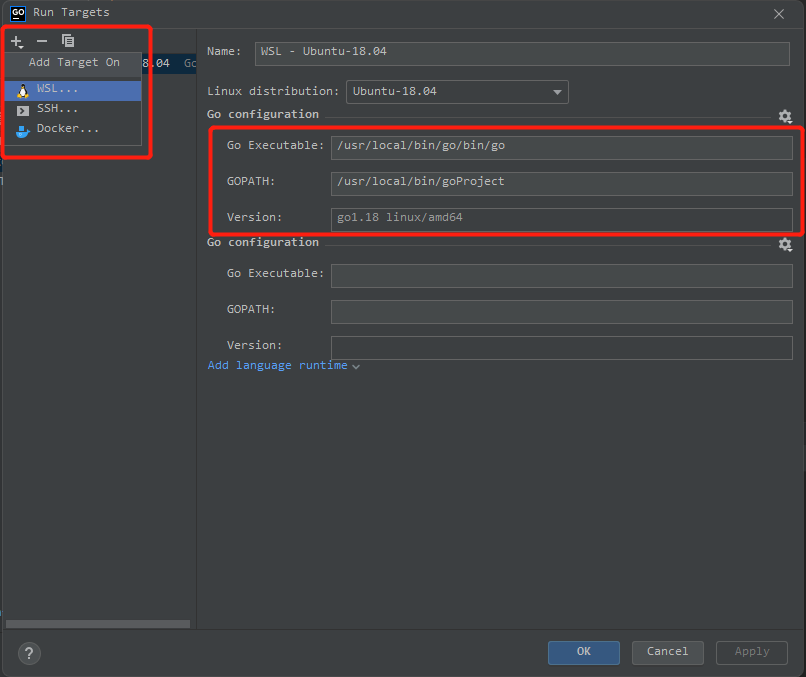 GO Run Targets
Add Target On
8.04 Go
WSL...
SSH...
Docker...
Name: WSL - Ubuntu-18.04
Linux distribution: Ubuntu-18.04
Go configuration
Go Executable: /usr/local/bin/go/bin/go
GOPATH: /usr/local/bin/goProject
Version: go1.18 linux/amd64
Go configuration
Go Executable:
GOPATH:
Version:
Add language runtime
?
OK Cancel Apply